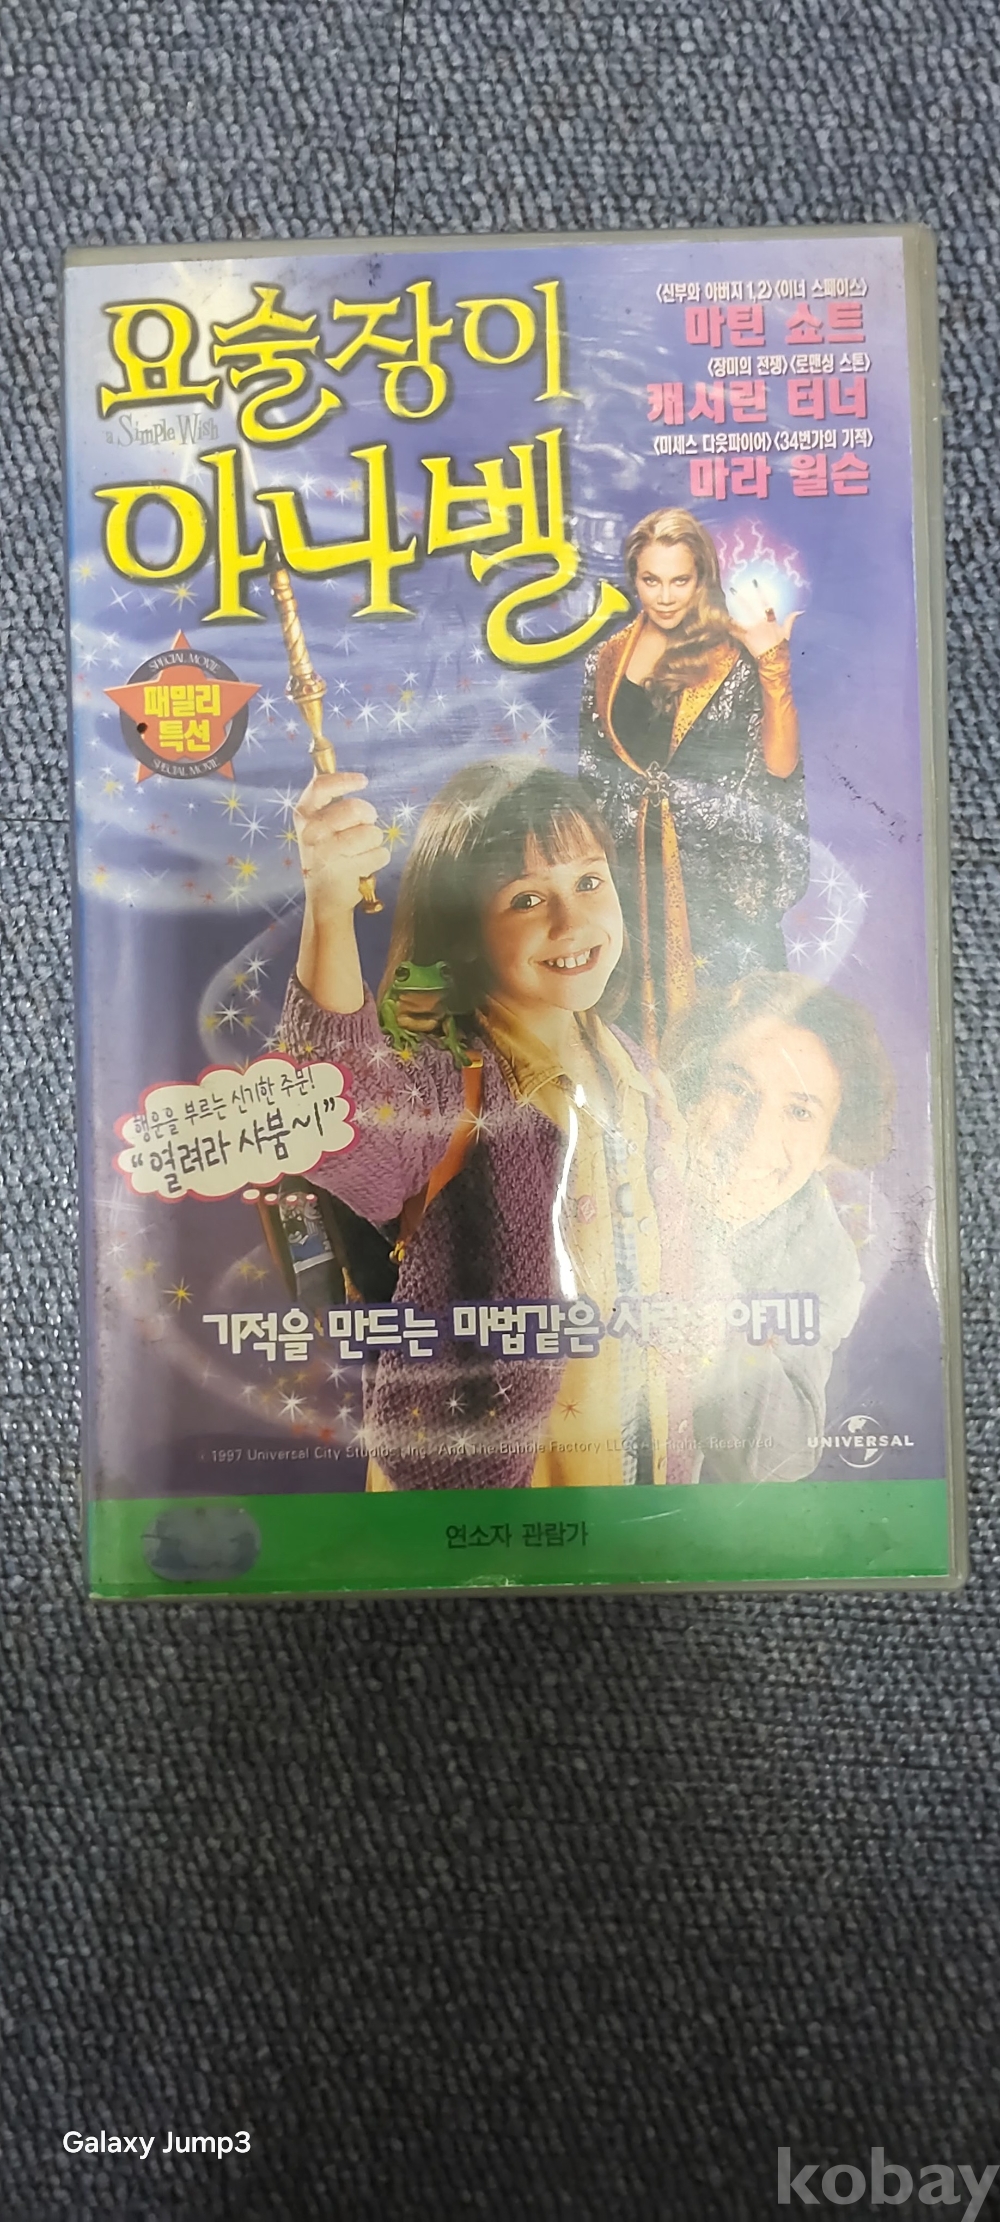 요술장이
a Simple Wish
아나벨
<신부와 아버지 1, 2> <이너 스페이스>
마틴 쇼트
<장미의 전쟁> <로맨싱 스톤>
캐서린 터너
<미세스 다웃파이어> <34번가의 기적>
마라 윌슨
SPECIAL MOVIE
패밀리
특선
SPECIAL MOVIE
행운을 부르는 신기한 주문!
“열려라 샤붐~!”
기적을 만드는 마법같은
© 1997 Universal City Studios, Inc. And The Bubble Factory LLC. All Rights Reserved
UNIVERSAL
연소자 관람가
Galaxy Jump3
kobay